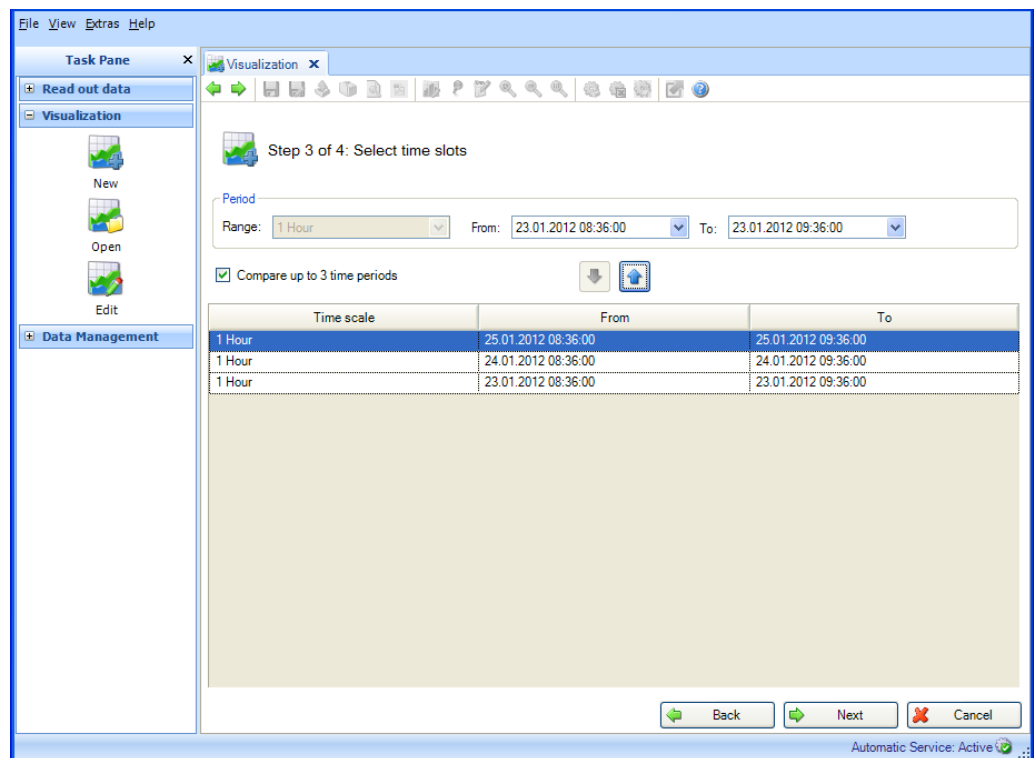 File View Extras Help
Task Pane
Visualization
Read out data
Visualization
New
Open
Edit
Data Management
Step 3 of 4: Select time slots
Period
Range: 1 Hour From: 23.01.2012 08:36:00 To: 23.01.2012 09:36:00
Compare up to 3 time periods
Time scale From To
1 Hour 25.01.2012 08:36:00 25.01.2012 09:36:00
1 Hour 24.01.2012 08:36:00 24.01.2012 09:36:00
1 Hour 23.01.2012 08:36:00 23.01.2012 09:36:00
Back Next Cancel
Automatic Service: Active